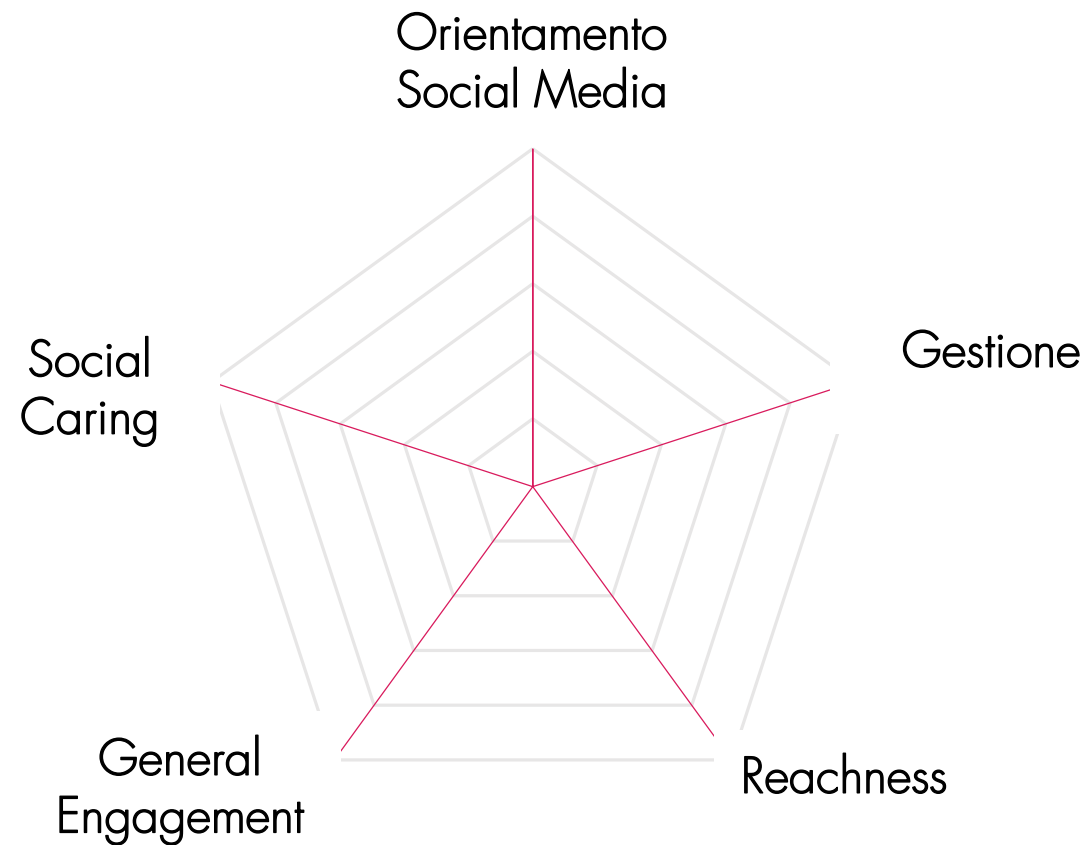 Orientamento
Social Media
Gestione
Social
Caring
General
Engagement
Reachness